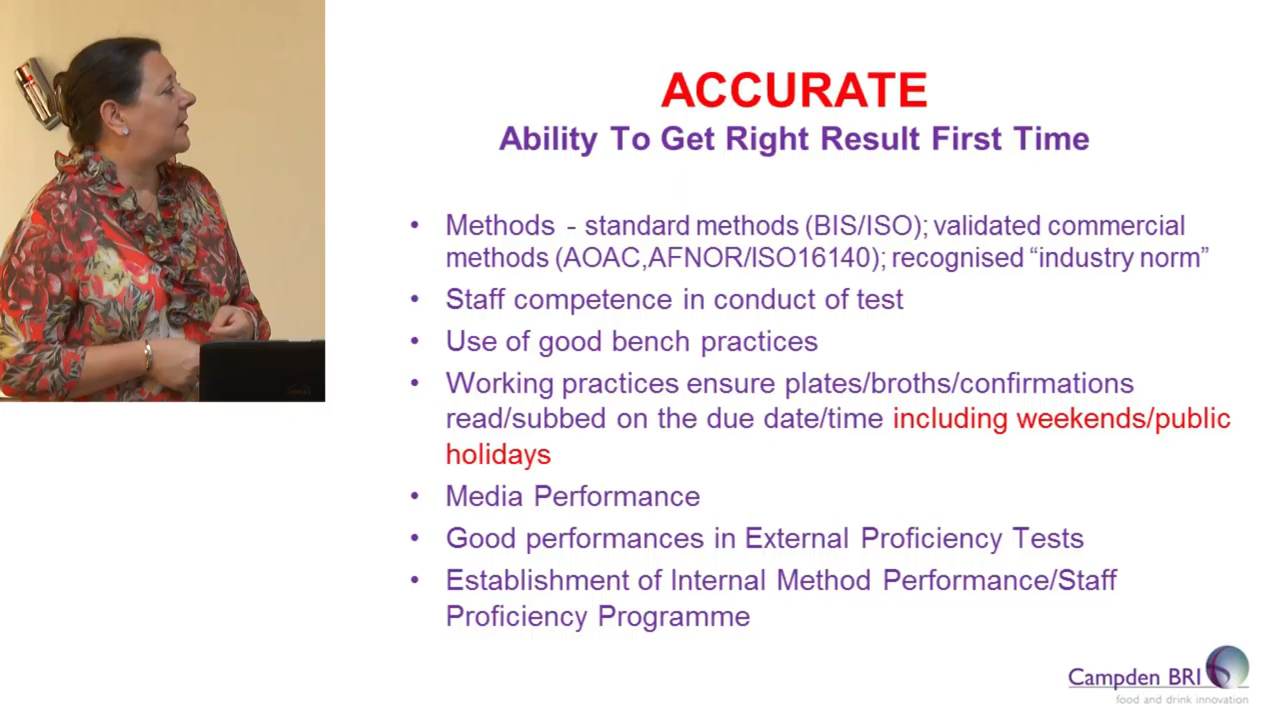 ACCURATE
Ability To Get Right Result First Time
• Methods - standard methods (BIS/ISO); validated commercial
methods (AOAC,AFNOR/ISO16140); recognised “industry norm”
• Staff competence in conduct of test
• Use of good bench practices
• Working practices ensure plates/broths/confirmations
read/subbed on the due date/time including weekends/public
holidays
• Media Performance
• Good performances in External Proficiency Tests
• Establishment of Internal Method Performance/Staff
Proficiency Programme
Campden BRI
food and drink innovation